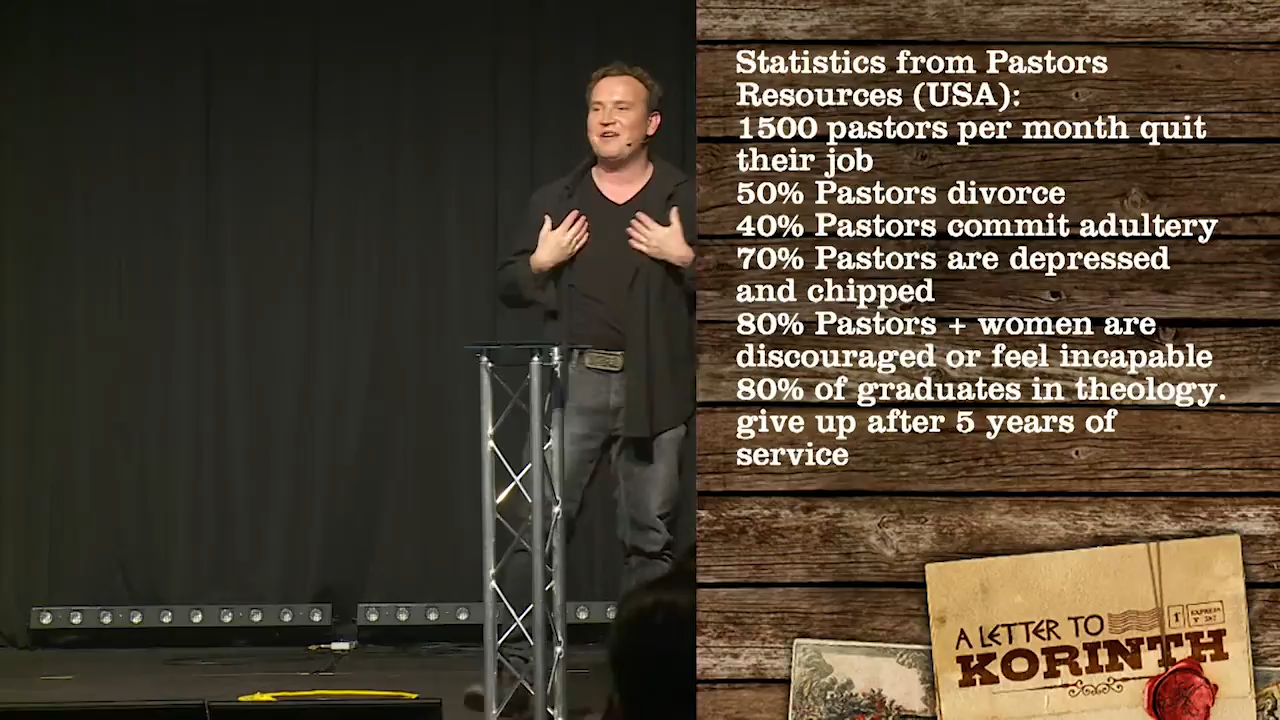 Statistics from Pastors
Resources (USA):
1500 pastors per month quit
their job
50% Pastors divorce
40% Pastors commit adultery
70% Pastors are depressed
and chipped
80% Pastors + women are
discouraged or feel incapable
80% of graduates in theology.
give up after 5 years of
service
A LETTER TO
KORINTH